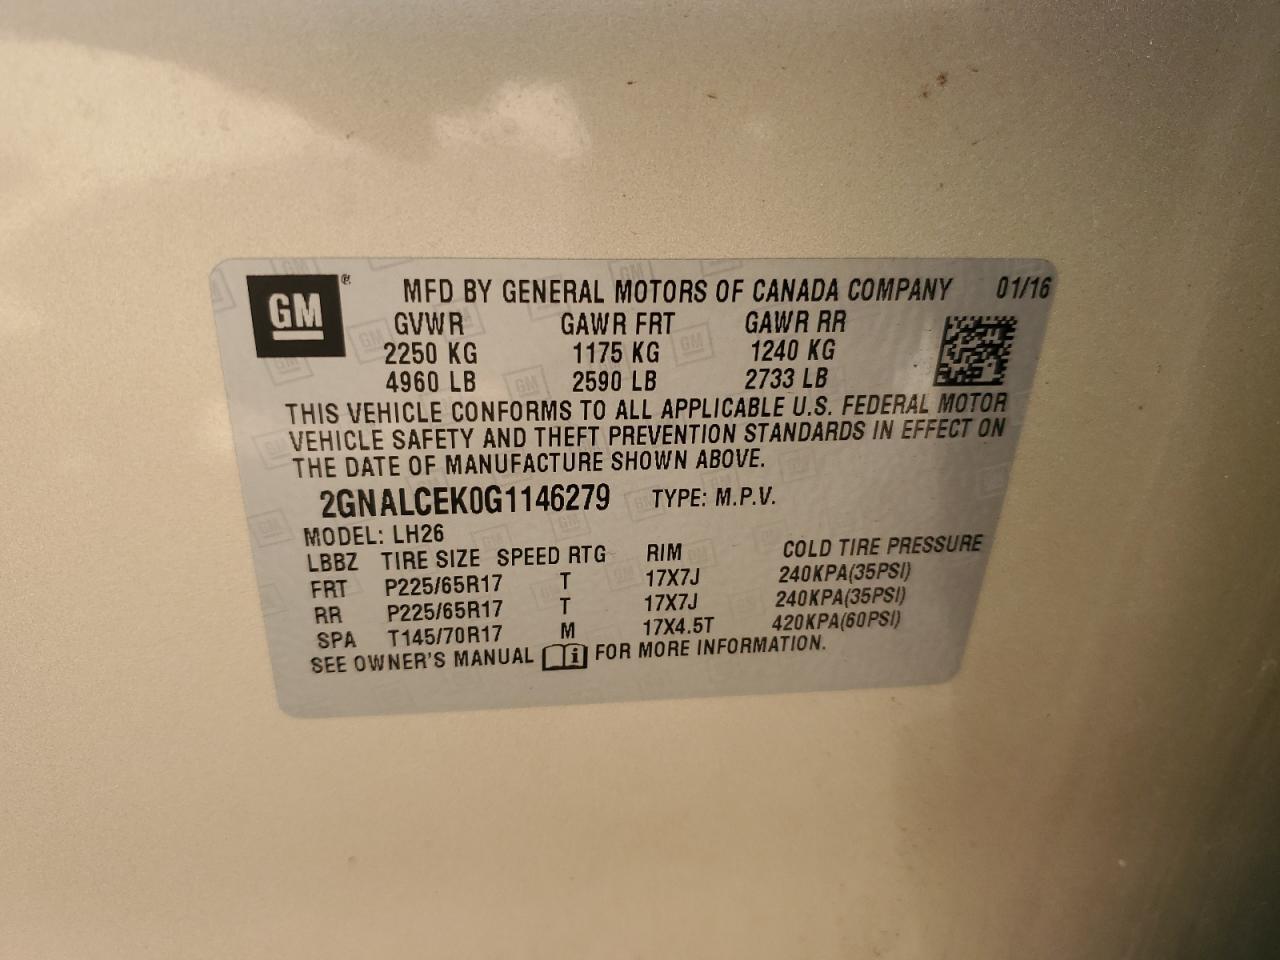 GM ® MFD BY GENERAL MOTORS OF CANADA COMPANY 01/16
GVWR GAWR FRT GAWR RR
2250 KG 1175 KG 1240 KG
4960 LB 2590 LB 2733 LB
THIS VEHICLE CONFORMS TO ALL APPLICABLE U.S. FEDERAL MOTOR
VEHICLE SAFETY AND THEFT PREVENTION STANDARDS IN EFFECT ON
THE DATE OF MANUFACTURE SHOWN ABOVE.
2GNALCEK0G1146279 TYPE: M.P.V.
MODEL: LH26
LBBZ TIRE SIZE SPEED RTG RIM COLD TIRE PRESSURE
FRT P225/65R17 T 17X7J 240KPA(35PSI)
RR P225/65R17 T 17X7J 240KPA(35PSI)
SPA T145/70R17 M 17X4.5T 420KPA(60PSI)
SEE OWNER'S MANUAL FOR MORE INFORMATION.